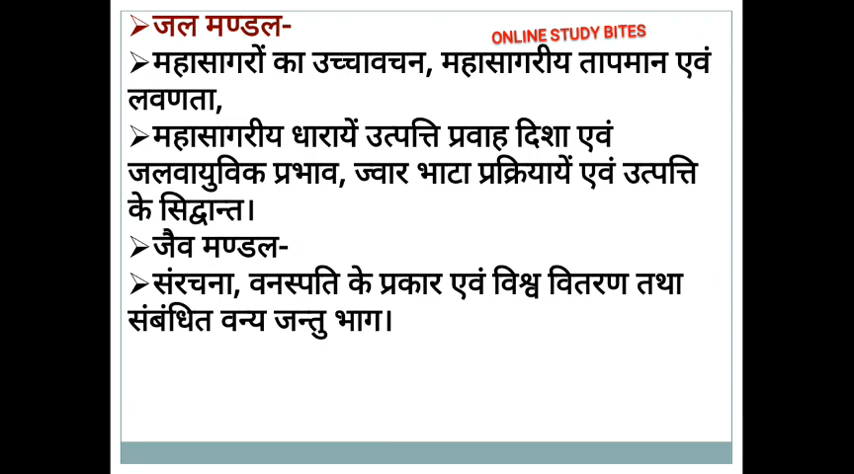 ➢जल मण्डल-
ONLINE STUDY BITES
➢महासागरों का उच्चावचन, महासागरीय तापमान एवं
लवणता,
➢महासागरीय धारायें उत्पत्ति प्रवाह दिशा एवं
जलवायुविक प्रभाव, ज्वार भाटा प्रक्रियायें एवं उत्पत्ति
के सिद्वान्त।
➢जैव मण्डल-
➢संरचना, वनस्पति के प्रकार एवं विश्व वितरण तथा
संबंधित वन्य जन्तु भाग।